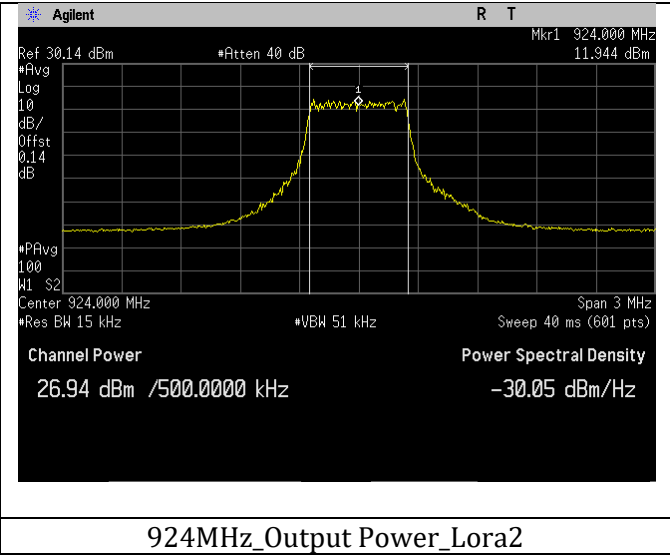 Agilent R T
Mkr1 924.000 MHz
Ref 30.14 dBm #Atten 40 dB 11.944 dBm
#Avg
Log
10
dB/
Offst
0.14
dB
1
#PAvg
100
W1 S2
Center 924.000 MHz Span 3 MHz
#Res BW 15 kHz #VBW 51 kHz Sweep 40 ms (601 pts)
Channel Power Power Spectral Density
26.94 dBm /500.0000 kHz -30.05 dBm/Hz
924MHz_Output Power_Lora2